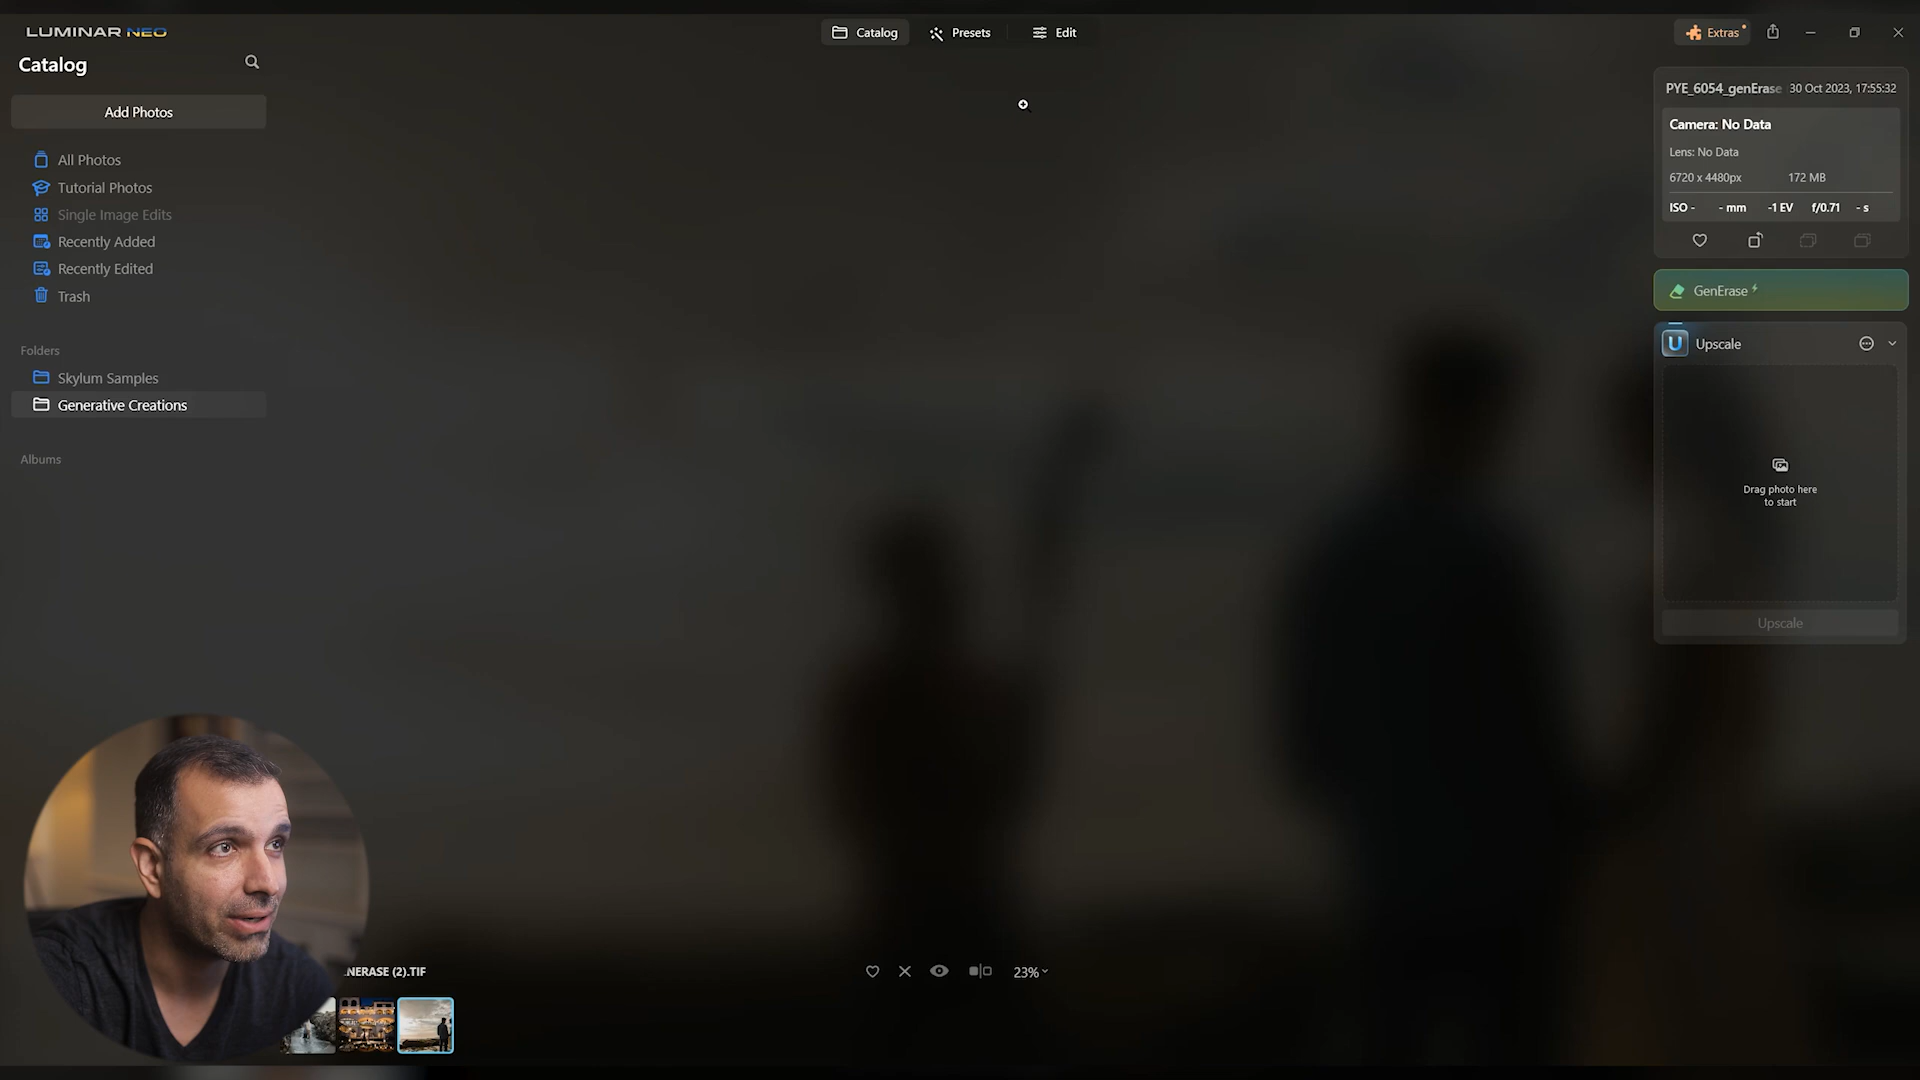 LUMINAR NEO
Catalog
Presets
Edit
Extras
Catalog
Add Photos
All Photos
Tutorial Photos
Single Image Edits
Recently Added
Recently Edited
Trash
Folders
Skylum Samples
Generative Creations
Albums
PYE_6054_genErase 30 Oct 2023, 17:55:32
Camera: No Data
Lens: No Data
6720 x 4480px 172 MB
ISO - - mm -1 EV f/0.71 - s
GenErase
U Upscale
Drag photo here
to start
Upscale
NERASE (2).TIF
23%